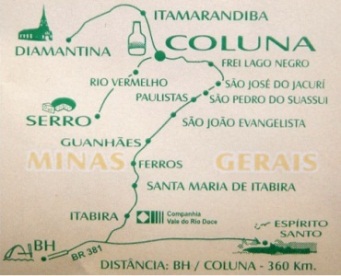 ITAMARANDIBA
DIAMANTINA
COLUNA
FREI LAGO NEGRO
RIO VERMELHO
SÃO JOSÉ DO JACURÍ
PAULISTAS
SÃO PEDRO DO SUASSUI
SERRO
SÃO JOÃO EVANGELISTA
GUANHÃES
MINAS GERAIS
FERROS
SANTA MARIA DE ITABIRA
ITABIRA
Companhia
Vale do Rio Doce
ESPÍRITO
SANTO
BH
BR 381
DISTÂNCIA: BH / COLUNA - 360 Km.